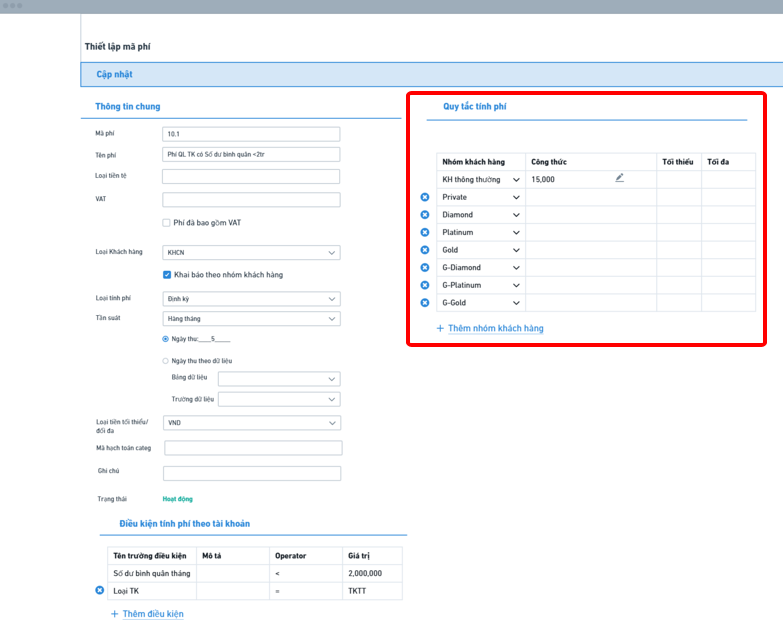 Thiết lập mã phí
Cập nhật
Thông tin chung
Mã phí
10.1
Tên phí
Phí QL TK có Số dư bình quân <2tr
Loại tiền tệ
VAT
Phí đã bao gồm VAT
Loại Khách hàng
KHCN
Khai báo theo nhóm khách hàng
Loại tính phí
Định kỳ
Tần suất
Hàng tháng
Ngày thu:____5_____
Ngày thu theo dữ liệu
Bảng dữ liệu
Trường dữ liệu
Loại tiền tối thiểu/
đối đa
VND
Mã hạch toán categ
Ghi chú
Trạng thái
Hoạt động
Điều kiện tính phí theo tài khoản
Tên trường điều kiện Mô tả Operator Giá trị
Số dư bình quân tháng < 2,000,000
Loại TK = TKTT
+ Thêm điều kiện
Quy tắc tính phí
Nhóm khách hàng Công thức Tối thiểu Tối đa
KH thông thường 15,000
Private
Diamond
Platinum
Gold
G-Diamond
G-Platinum
G-Gold
+ Thêm nhóm khách hàng